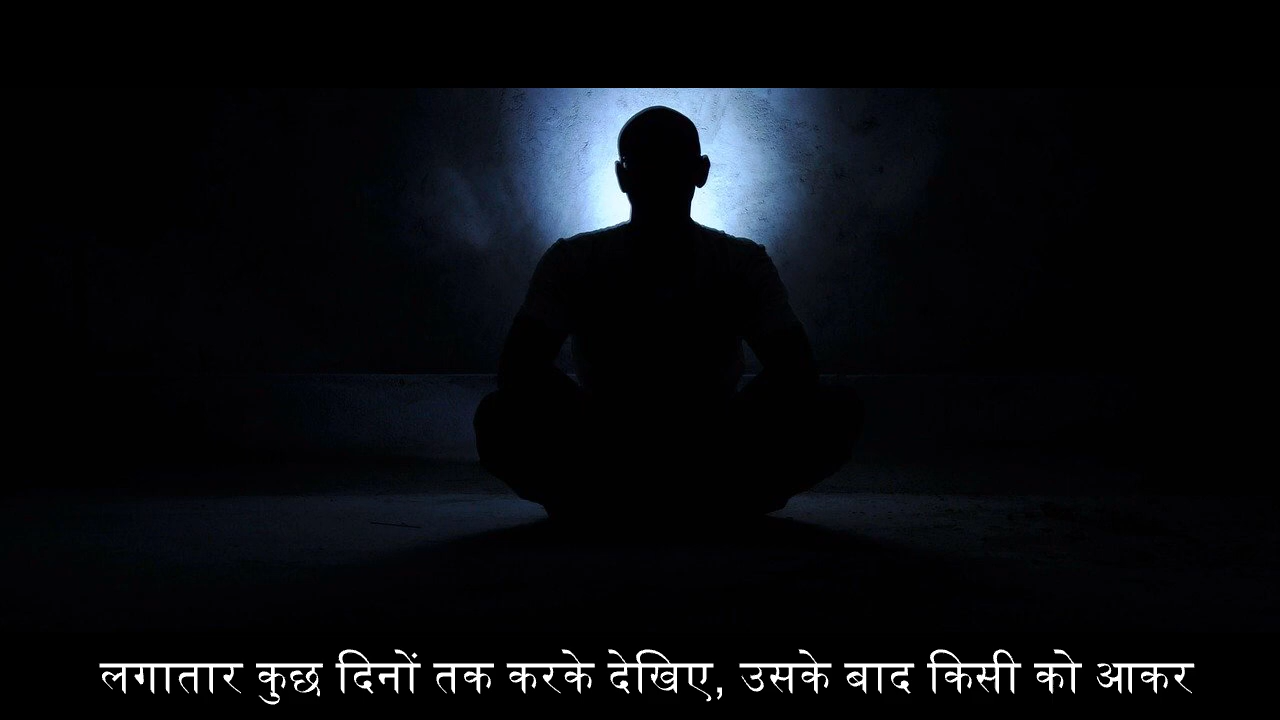 लगातार कुछ दिनों तक करके देखिए, उसके बाद किसी को आकर